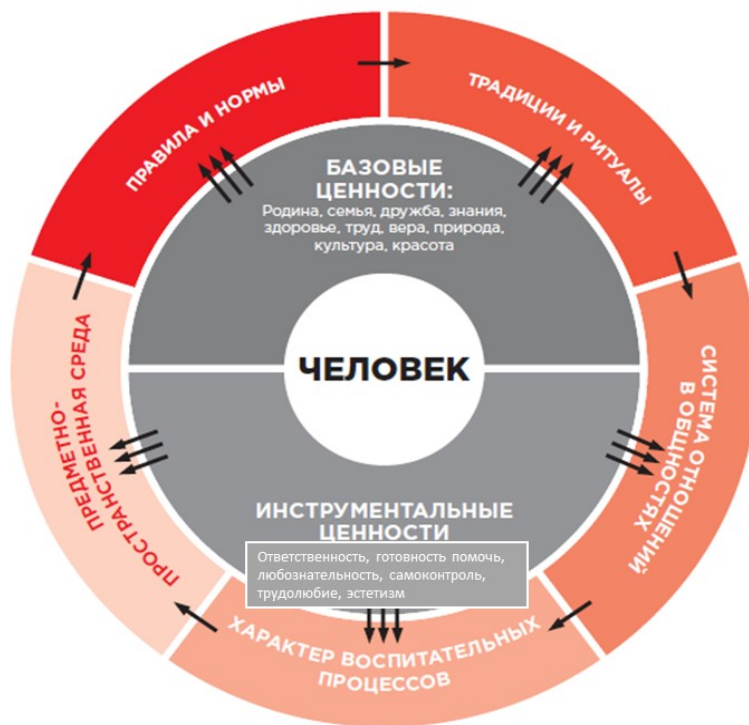 ПРАВИЛА И НОРМЫ
ТРАДИЦИИ И РИТУАЛЫ
БАЗОВЫЕ
ЦЕННОСТИ:
Родина, семья, дружба, знания,
здоровье, труд, вера, природа,
культура, красота
ЧЕЛОВЕК
ПРЕДМЕТНО-
ПРОСТРАНСТВЕННАЯ СРЕДА
СИСТЕМА ОТНОШЕНИЙ
В ОБЩНОСТЯХ
ИНСТРУМЕНТАЛЬНЫЕ
ЦЕННОСТИ
Ответственность, готовность помочь,
любознательность, самоконтроль,
трудолюбие, эстетизм
ХАРАКТЕР ВОСПИТАТЕЛЬНЫХ
ПРОЦЕССОВ